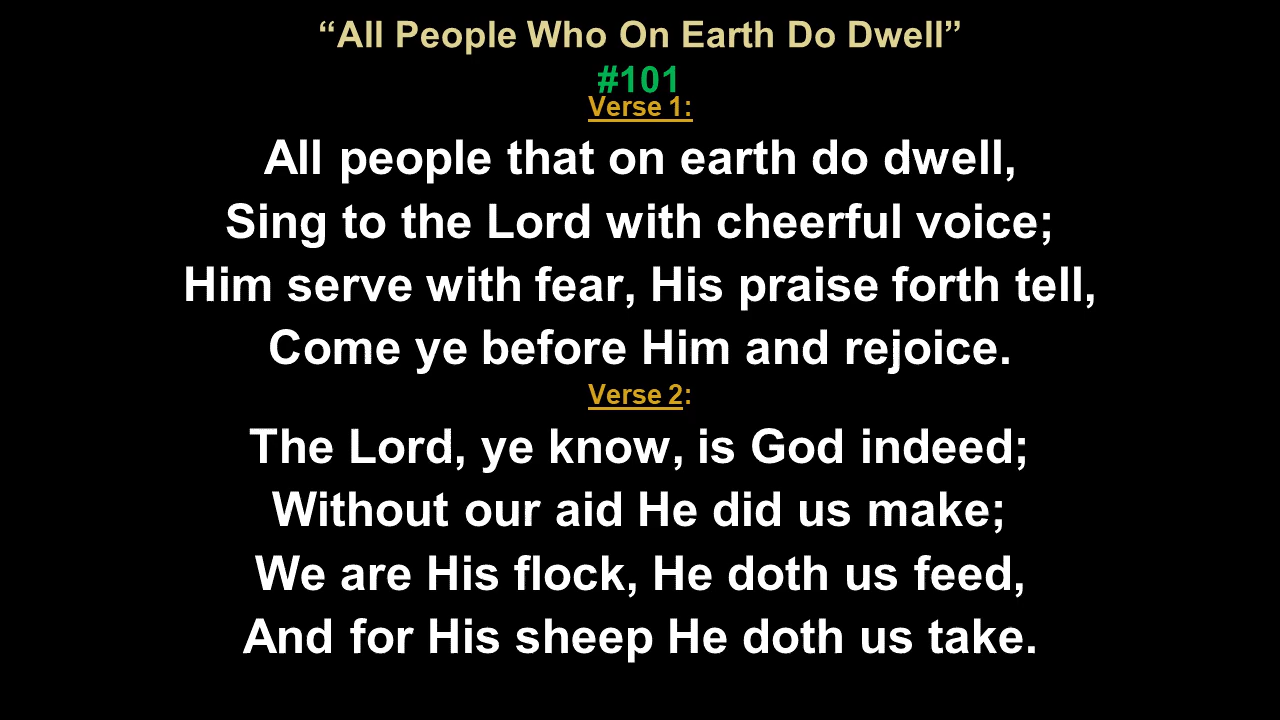 “All People Who On Earth Do Dwell”
#101
Verse 1:
All people that on earth do dwell,
Sing to the Lord with cheerful voice;
Him serve with fear, His praise forth tell,
Come ye before Him and rejoice.
Verse 2:
The Lord, ye know, is God indeed;
Without our aid He did us make;
We are His flock, He doth us feed,
And for His sheep He doth us take.